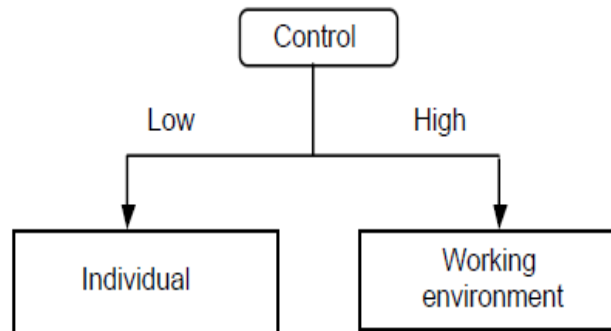 Control
Low
High
Individual
Working
environment